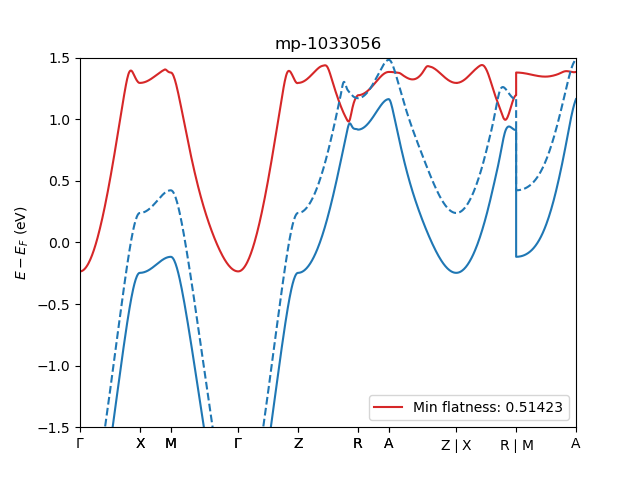 mp-1033056
E − E_F (eV)
1.5
1.0
0.5
0.0
−0.5
−1.0
−1.5
Min flatness: 0.51423
Γ X M Γ Z R A Z | X R | M A